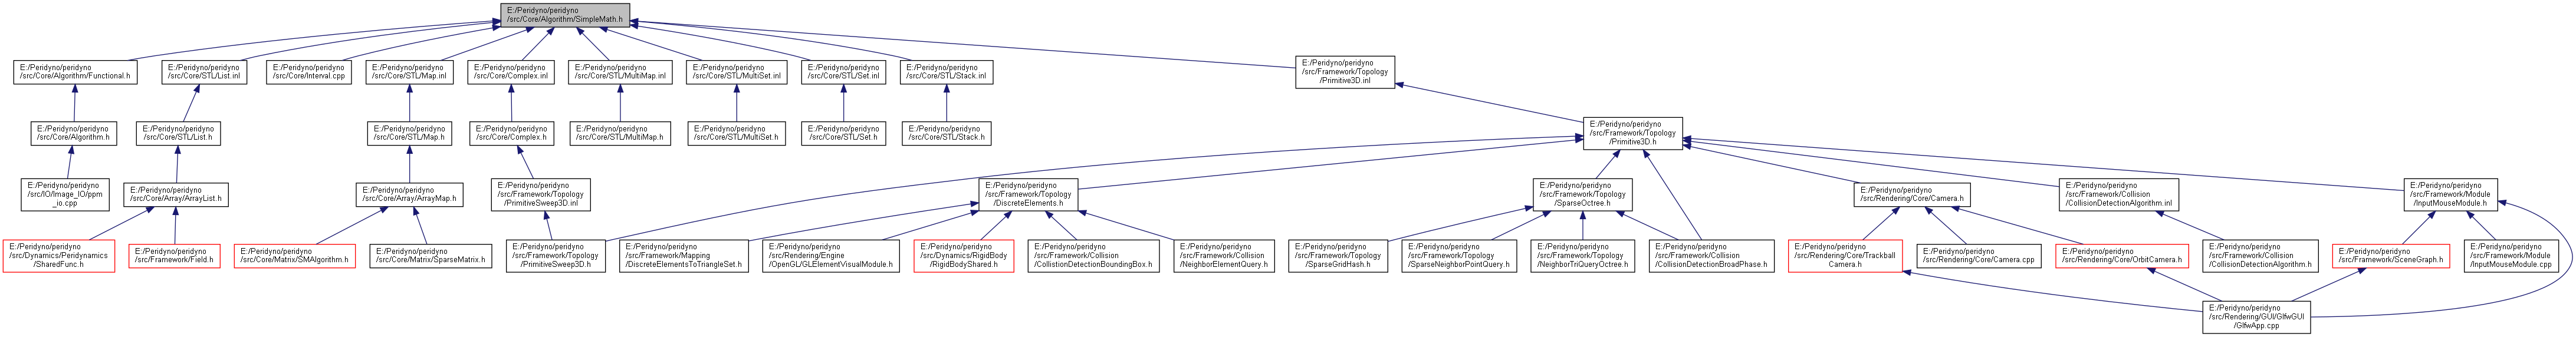 E:/Peridyno/peridyno
/src/Core/Algorithm/SimpleMath.h
E:/Peridyno/peridyno
/src/Core/Algorithm/Functional.h
E:/Peridyno/peridyno
/src/Core/STL/List.inl
E:/Peridyno/peridyno
/src/Core/Interval.cpp
E:/Peridyno/peridyno
/src/Core/STL/Map.inl
E:/Peridyno/peridyno
/src/Core/Complex.inl
E:/Peridyno/peridyno
/src/Core/STL/MultiMap.inl
E:/Peridyno/peridyno
/src/Core/STL/MultiSet.inl
E:/Peridyno/peridyno
/src/Core/STL/Set.inl
E:/Peridyno/peridyno
/src/Core/STL/Stack.inl
E:/Peridyno/peridyno
/src/Framework/Topology
/Primitive3D.inl
E:/Peridyno/peridyno
/src/Core/Algorithm.h
E:/Peridyno/peridyno
/src/Core/STL/List.h
E:/Peridyno/peridyno
/src/Core/STL/Map.h
E:/Peridyno/peridyno
/src/Core/Complex.h
E:/Peridyno/peridyno
/src/Core/STL/MultiMap.h
E:/Peridyno/peridyno
/src/Core/STL/MultiSet.h
E:/Peridyno/peridyno
/src/Core/STL/Set.h
E:/Peridyno/peridyno
/src/Core/STL/Stack.h
E:/Peridyno/peridyno
/src/Framework/Topology
/Primitive3D.h
E:/Peridyno/peridyno
/src/IO/Image_IO/ppm
_io.cpp
E:/Peridyno/peridyno
/src/Core/Array/ArrayList.h
E:/Peridyno/peridyno
/src/Core/Array/ArrayMap.h
E:/Peridyno/peridyno
/src/Framework/Topology
/PrimitiveSweep3D.inl
E:/Peridyno/peridyno
/src/Framework/Topology
/DiscreteElements.h
E:/Peridyno/peridyno
/src/Framework/Topology
/SparseOctree.h
E:/Peridyno/peridyno
/src/Rendering/Core/Camera.h
E:/Peridyno/peridyno
/src/Framework/Collision
/CollisionDetectionAlgorithm.inl
E:/Peridyno/peridyno
/src/Framework/Module
/InputMouseModule.h
E:/Peridyno/peridyno
/src/Dynamics/Peridynamics
/SharedFunc.h
E:/Peridyno/peridyno
/src/Framework/Field.h
E:/Peridyno/peridyno
/src/Core/Matrix/SMAlgorithm.h
E:/Peridyno/peridyno
/src/Core/Matrix/SparseMatrix.h
E:/Peridyno/peridyno
/src/Framework/Topology
/PrimitiveSweep3D.h
E:/Peridyno/peridyno
/src/Framework/Mapping
/DiscreteElementsToTriangleSet.h
E:/Peridyno/peridyno
/src/Rendering/Engine
/OpenGL/GLElementVisualModule.h
E:/Peridyno/peridyno
/src/Dynamics/RigidBody
/RigidBodyShared.h
E:/Peridyno/peridyno
/src/Framework/Collision
/CollistionDetectionBoundingBox.h
E:/Peridyno/peridyno
/src/Framework/Collision
/NeighborElementQuery.h
E:/Peridyno/peridyno
/src/Framework/Topology
/SparseGridHash.h
E:/Peridyno/peridyno
/src/Framework/Topology
/SparseNeighborPointQuery.h
E:/Peridyno/peridyno
/src/Framework/Topology
/NeighborTriQueryOctree.h
E:/Peridyno/peridyno
/src/Framework/Collision
/CollisionDetectionBroadPhase.h
E:/Peridyno/peridyno
/src/Rendering/Core/Trackball
Camera.h
E:/Peridyno/peridyno
/src/Rendering/Core/Camera.cpp
E:/Peridyno/peridyno
/src/Rendering/Core/OrbitCamera.h
E:/Peridyno/peridyno
/src/Framework/Collision
/CollisionDetectionAlgorithm.h
E:/Peridyno/peridyno
/src/Framework/SceneGraph.h
E:/Peridyno/peridyno
/src/Framework/Module
/InputMouseModule.cpp
E:/Peridyno/peridyno
/src/Rendering/GUI/GlfwGUI
/GlfwApp.cpp